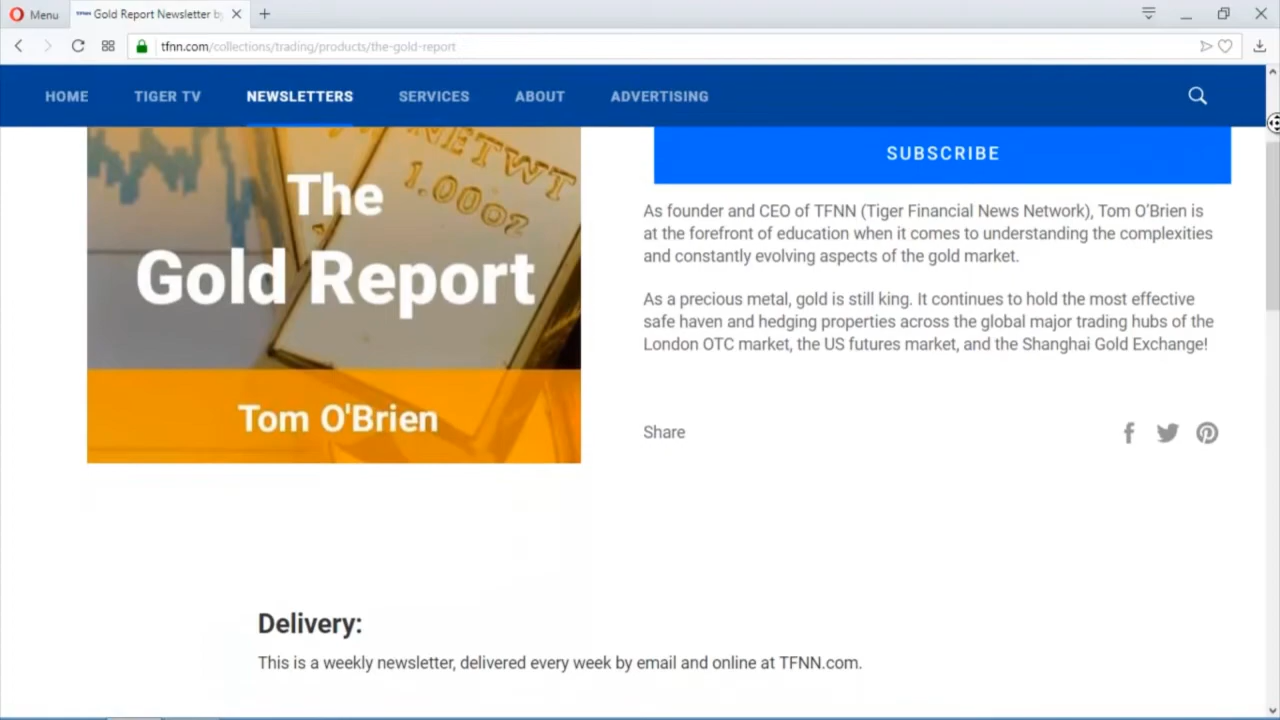 Menu
TFNN Gold Report Newsletter by
tfnn.com/collections/trading/products/the-gold-report
HOME TIGER TV NEWSLETTERS SERVICES ABOUT ADVERTISING
NETWT
1.00oz
The
Gold Report
Tom O'Brien
SUBSCRIBE
As founder and CEO of TFNN (Tiger Financial News Network), Tom O'Brien is
at the forefront of education when it comes to understanding the complexities
and constantly evolving aspects of the gold market.
As a precious metal, gold is still king. It continues to hold the most effective
safe haven and hedging properties across the global major trading hubs of the
London OTC market, the US futures market, and the Shanghai Gold Exchange!
Share
Delivery:
This is a weekly newsletter, delivered every week by email and online at TFNN.com.